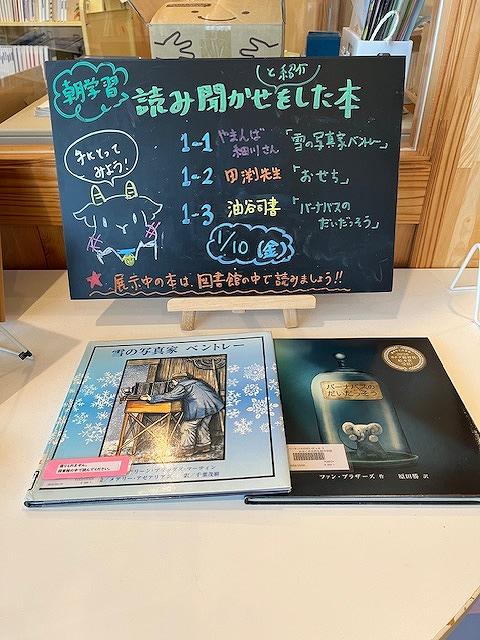 朝学習
と紹介
読み聞かせをした本
手にとってみよう!
1-1 やまんば 細川さん 「雪の写真家ベントレー」
1-2 田渕先生 「おせち」
1-3 油谷司書 「バーナバスのだいだっそう」
1/10(金)
★展示中の本は、図書館の中で読みましょう!!
雪の写真家 ベントレー
バーナバスの
だいだっそう
ファン・ブラザーズ 作 原田勝 訳